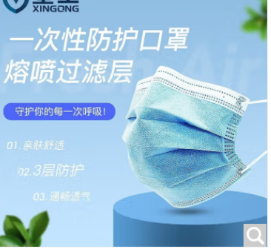 XINGONG
一次性防护口罩
熔喷过滤层
守护你的每一次呼吸!
01. 亲肤舒适
02. 3层防护
03. 通畅透气